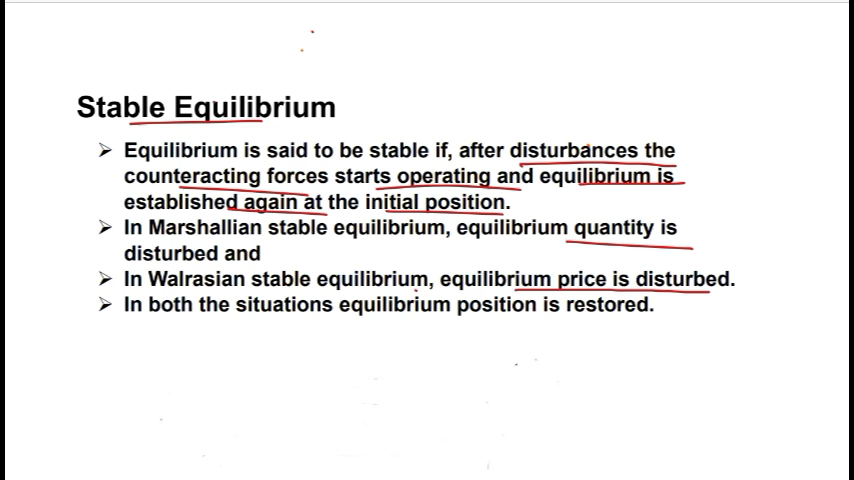 Stable Equilibrium
➢ Equilibrium is said to be stable if, after disturbances the
counteracting forces starts operating and equilibrium is
established again at the initial position.
➢ In Marshallian stable equilibrium, equilibrium quantity is
disturbed and
➢ In Walrasian stable equilibrium, equilibrium price is disturbed.
➢ In both the situations equilibrium position is restored.